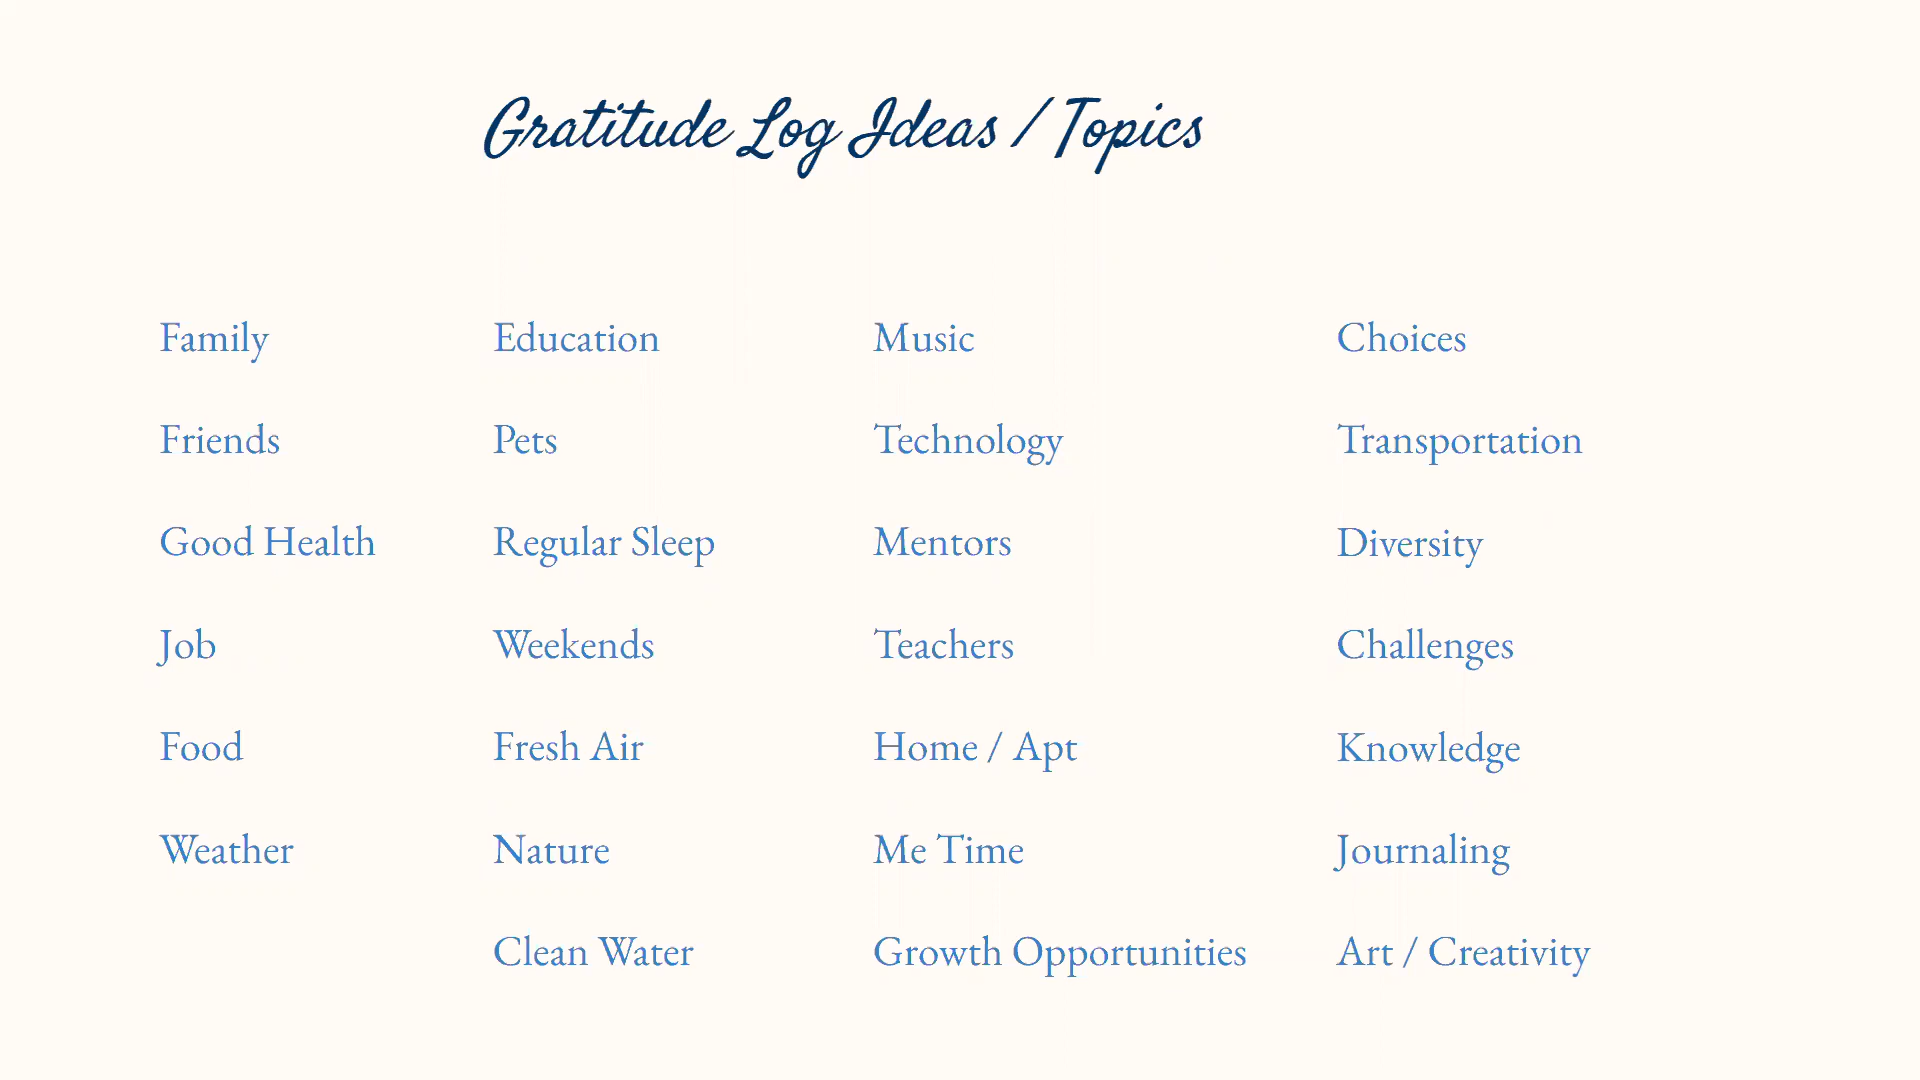 Gratitude Log Ideas / Topics
Family
Friends
Good Health
Job
Food
Weather
Education
Pets
Regular Sleep
Weekends
Fresh Air
Nature
Clean Water
Music
Technology
Mentors
Teachers
Home / Apt
Me Time
Growth Opportunities
Choices
Transportation
Diversity
Challenges
Knowledge
Journaling
Art / Creativity